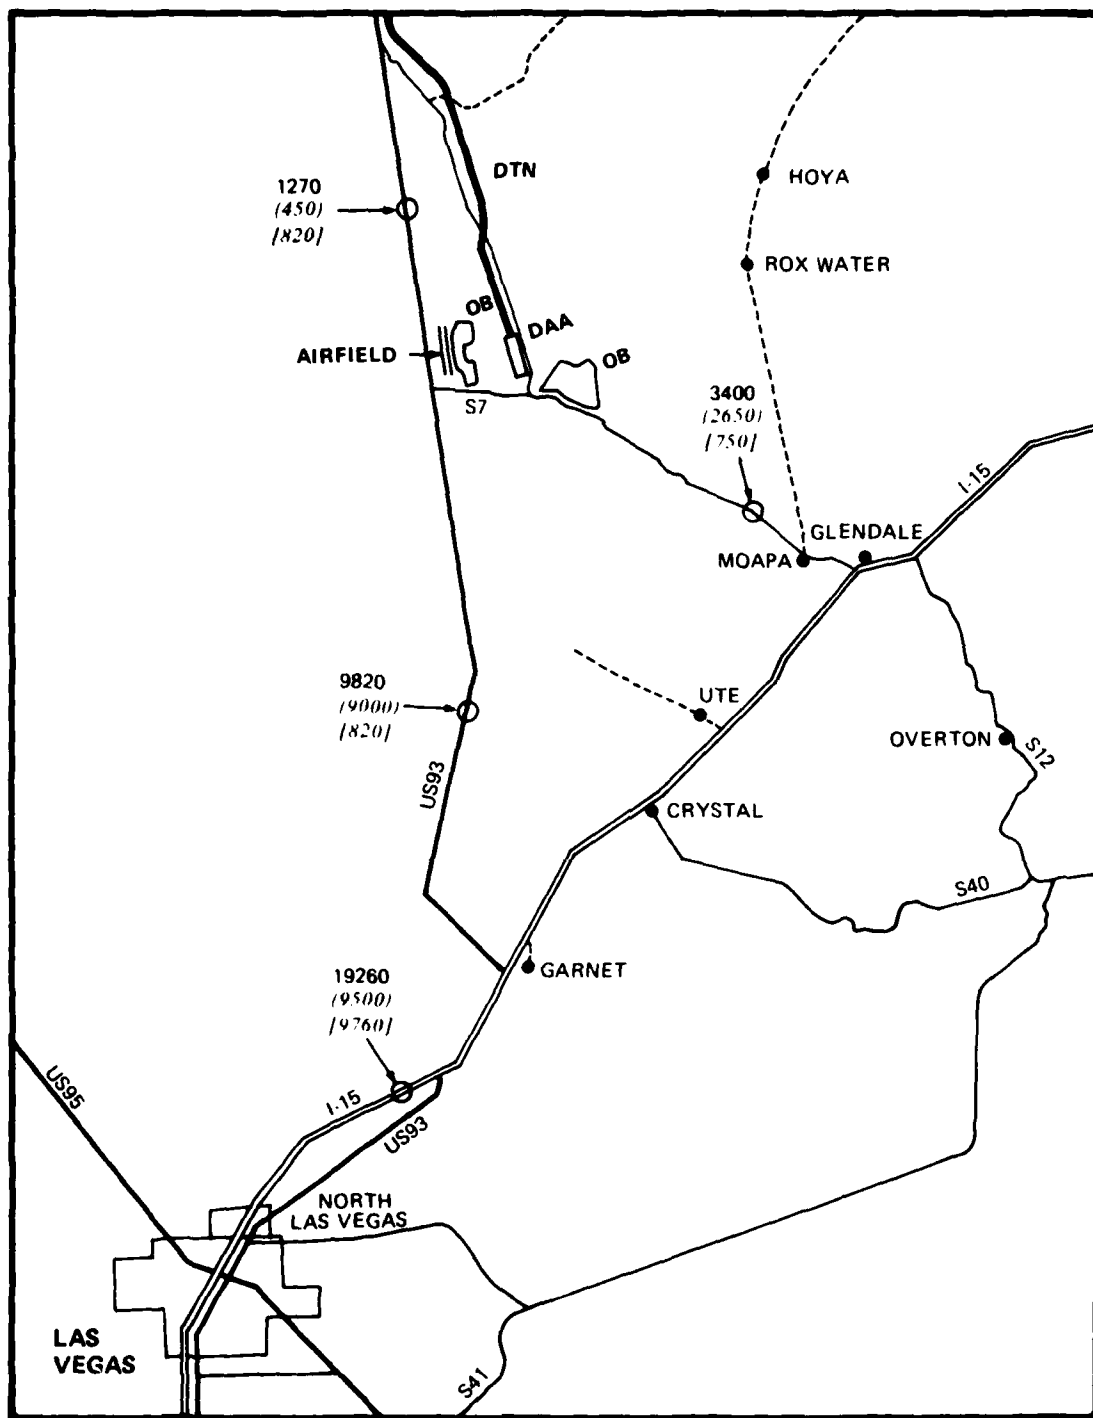 DTN
1270
(450)
[820]
HOYA
ROX WATER
OB
DAA
AIRFIELD
OB
S7
3400
(2650)
[750]
I-15
GLENDALE
MOAPA
9820
(9000)
[820]
UTE
OVERTON
S12
US93
CRYSTAL
S40
GARNET
19260
(9500)
[9760]
US95
I-15
US93
NORTH
LAS VEGAS
LAS
VEGAS
S41